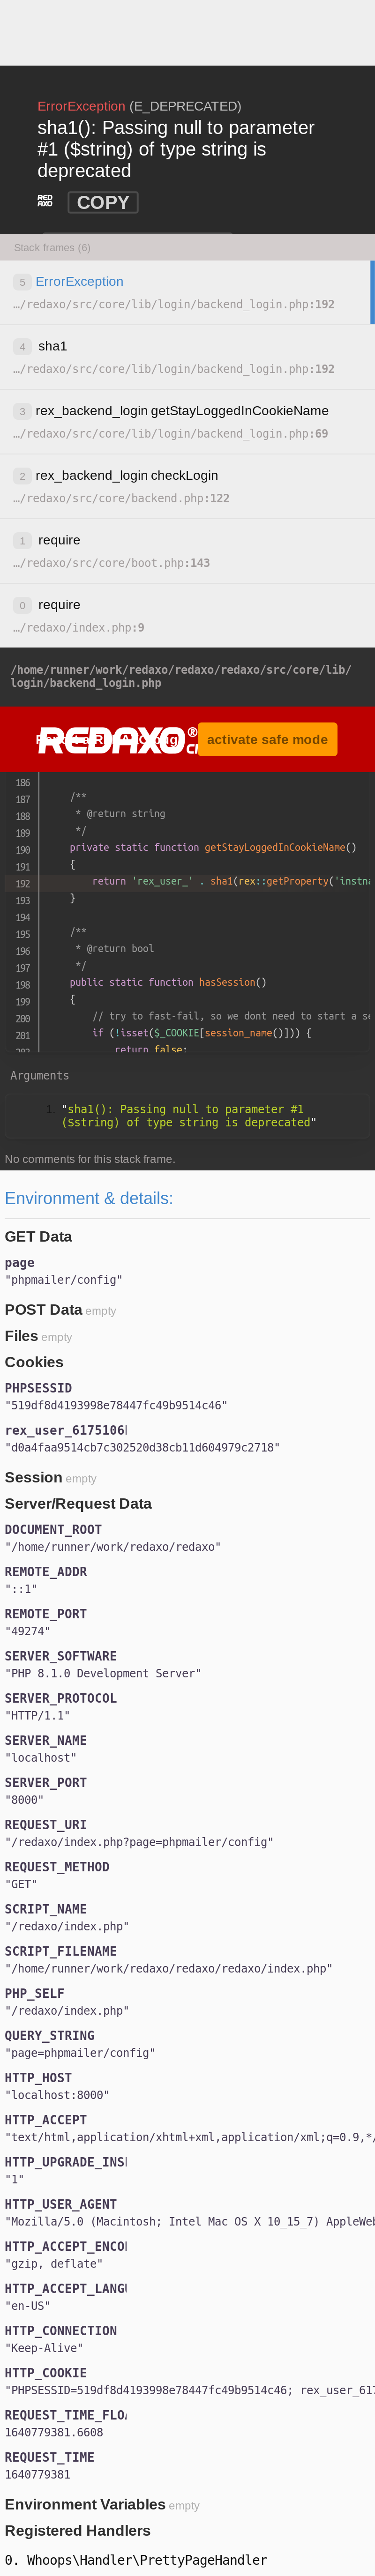 ErrorException (E_DEPRECATED)
sha1(): Passing null to parameter
#1 ($string) of type string is
deprecated
RED
AXO
COPY
Stack frames (6)
5 ErrorException
…/redaxo/src/core/lib/login/backend_login.php:192
4 sha1
…/redaxo/src/core/lib/login/backend_login.php:192
3 rex_backend_login getStayLoggedInCookieName
…/redaxo/src/core/lib/login/backend_login.php:69
2 rex_backend_login checkLogin
…/redaxo/src/core/backend.php:122
1 require
…/redaxo/src/core/boot.php:143
0 require
…/redaxo/index.php:9
/home/runner/work/redaxo/redaxo/redaxo/src/core/lib/
login/backend_login.php
REDAXO®
activate safe mode
186
187 /**
188 * @return string
189 */
190 private static function getStayLoggedInCookieName()
191 {
192 return 'rex_user_' . sha1(rex::getProperty('instna
193 }
194
195 /**
196 * @return bool
197 */
198 public static function hasSession()
199 {
200 // try to fast-fail, so we dont need to start a se
201 if (!isset($_COOKIE[session_name()])) {
202 return false;
Arguments
1. "sha1(): Passing null to parameter #1
($string) of type string is deprecated"
No comments for this stack frame.
Environment & details:
GET Data
page
"phpmailer/config"
POST Data empty
Files empty
Cookies
PHPSESSID
"519df8d4193998e78447fc49b9514c46"
rex_user_6175106b
"d0a4faa9514cb7c302520d38cb11d604979c2718"
Session empty
Server/Request Data
DOCUMENT_ROOT
"/home/runner/work/redaxo/redaxo"
REMOTE_ADDR
"::1"
REMOTE_PORT
"49274"
SERVER_SOFTWARE
"PHP 8.1.0 Development Server"
SERVER_PROTOCOL
"HTTP/1.1"
SERVER_NAME
"localhost"
SERVER_PORT
"8000"
REQUEST_URI
"/redaxo/index.php?page=phpmailer/config"
REQUEST_METHOD
"GET"
SCRIPT_NAME
"/redaxo/index.php"
SCRIPT_FILENAME
"/home/runner/work/redaxo/redaxo/redaxo/index.php"
PHP_SELF
"/redaxo/index.php"
QUERY_STRING
"page=phpmailer/config"
HTTP_HOST
"localhost:8000"
HTTP_ACCEPT
"text/html,application/xhtml+xml,application/xml;q=0.9,*/
HTTP_UPGRADE_INS
"1"
HTTP_USER_AGENT
"Mozilla/5.0 (Macintosh; Intel Mac OS X 10_15_7) AppleWeb
HTTP_ACCEPT_ENCO
"gzip, deflate"
HTTP_ACCEPT_LANG
"en-US"
HTTP_CONNECTION
"Keep-Alive"
HTTP_COOKIE
"PHPSESSID=519df8d4193998e78447fc49b9514c46; rex_user_617
REQUEST_TIME_FLOA
1640779381.6608
REQUEST_TIME
1640779381
Environment Variables empty
Registered Handlers
0. Whoops\Handler\PrettyPageHandler